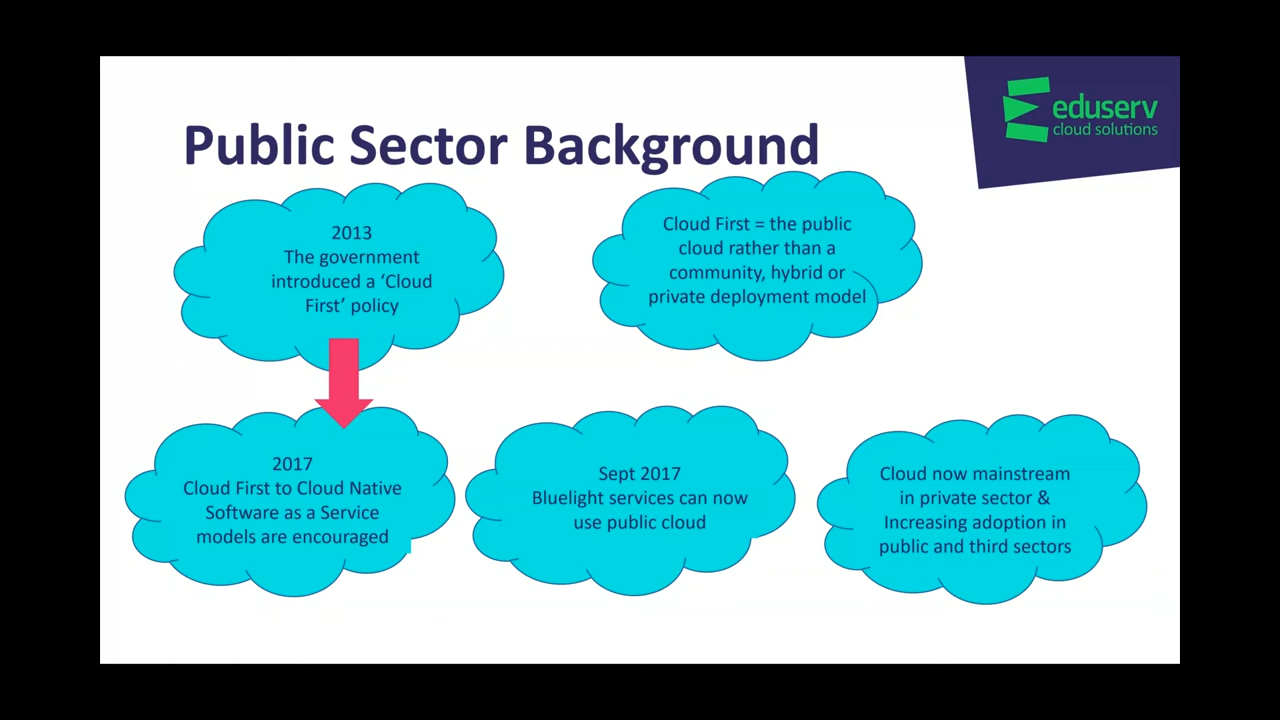 eduserv
cloud solutions
Public Sector Background
2013
The government
introduced a ‘Cloud
First’ policy
Cloud First = the public
cloud rather than a
community, hybrid or
private deployment model
2017
Cloud First to Cloud Native
Software as a Service
models are encouraged
Sept 2017
Bluelight services can now
use public cloud
Cloud now mainstream
in private sector &
Increasing adoption in
public and third sectors